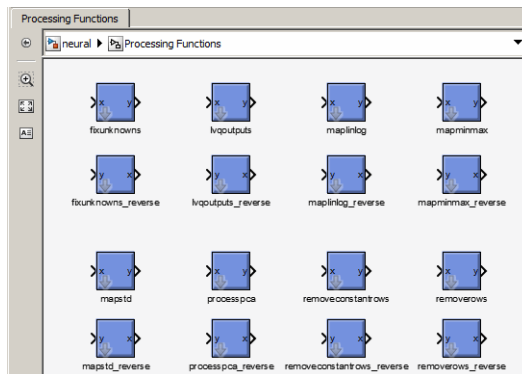 Processing Functions
neural Processing Functions
x y x y x y x y
fixunknowns lvqoutputs maplinlog mapminmax
y x y x y x y x
fixunknowns_reverse lvqoutputs_reverse maplinlog_reverse mapminmax_reverse
x y x y x y x y
mapstd processpca removeconstantrows removerows
y x y x y x y x
mapstd_reverse processpca_reverse removeconstantrows_reverse removerows_reverse